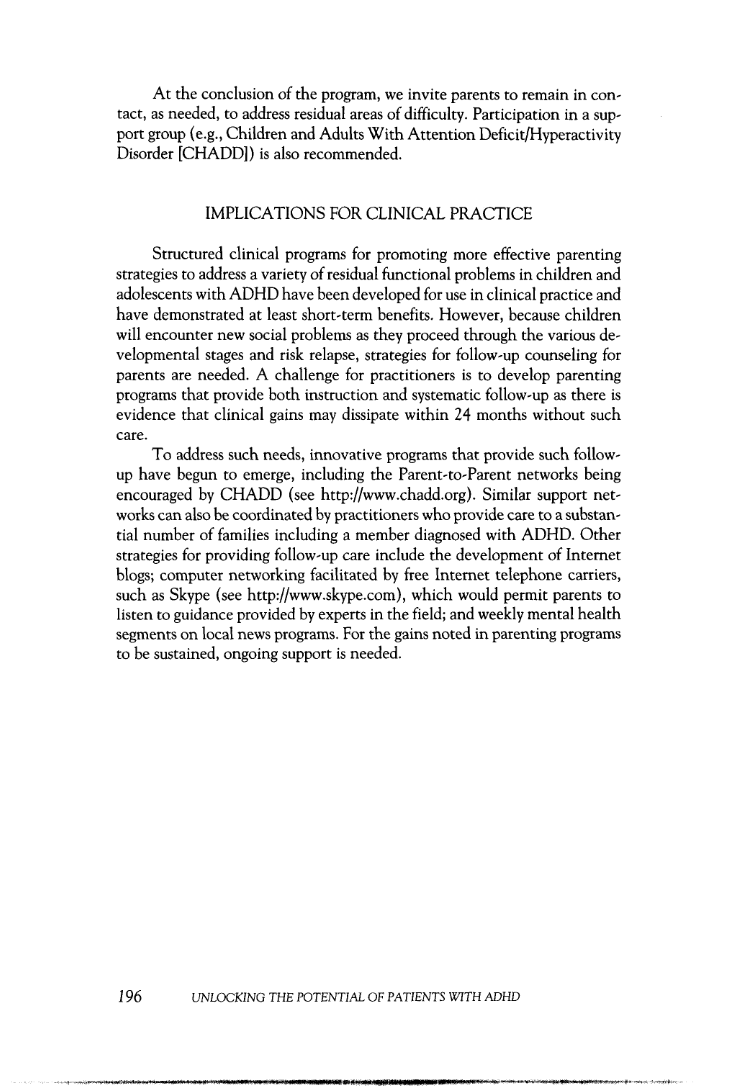 At the conclusion of the program, we invite parents to remain in con-
tact, as needed, to address residual areas of difficulty. Participation in a sup-
port group (e.g., Children and Adults With Attention Deficit/Hyperactivity
Disorder [CHADD]) is also recommended.
IMPLICATIONS FOR CLINICAL PRACTICE
Structured clinical programs for promoting more effective parenting
strategies to address a variety of residual functional problems in children and
adolescents with ADHD have been developed for use in clinical practice and
have demonstrated at least short-term benefits. However, because children
will encounter new social problems as they proceed through the various de-
velopmental stages and risk relapse, strategies for follow-up counseling for
parents are needed. A challenge for practitioners is to develop parenting
programs that provide both instruction and systematic follow-up as there is
evidence that clinical gains may dissipate within 24 months without such
care.
To address such needs, innovative programs that provide such follow-
up have begun to emerge, including the Parent-to-Parent networks being
encouraged by CHADD (see http://www.chadd.org). Similar support net-
works can also be coordinated by practitioners who provide care to a substan-
tial number of families including a member diagnosed with ADHD. Other
strategies for providing follow-up care include the development of Internet
blogs; computer networking facilitated by free Internet telephone carriers,
such as Skype (see http://www.skype.com), which would permit parents to
listen to guidance provided by experts in the field; and weekly mental health
segments on local news programs. For the gains noted in parenting programs
to be sustained, ongoing support is needed.
196 UNLOCKING THE POTENTIAL OF PATIENTS WITH ADHD